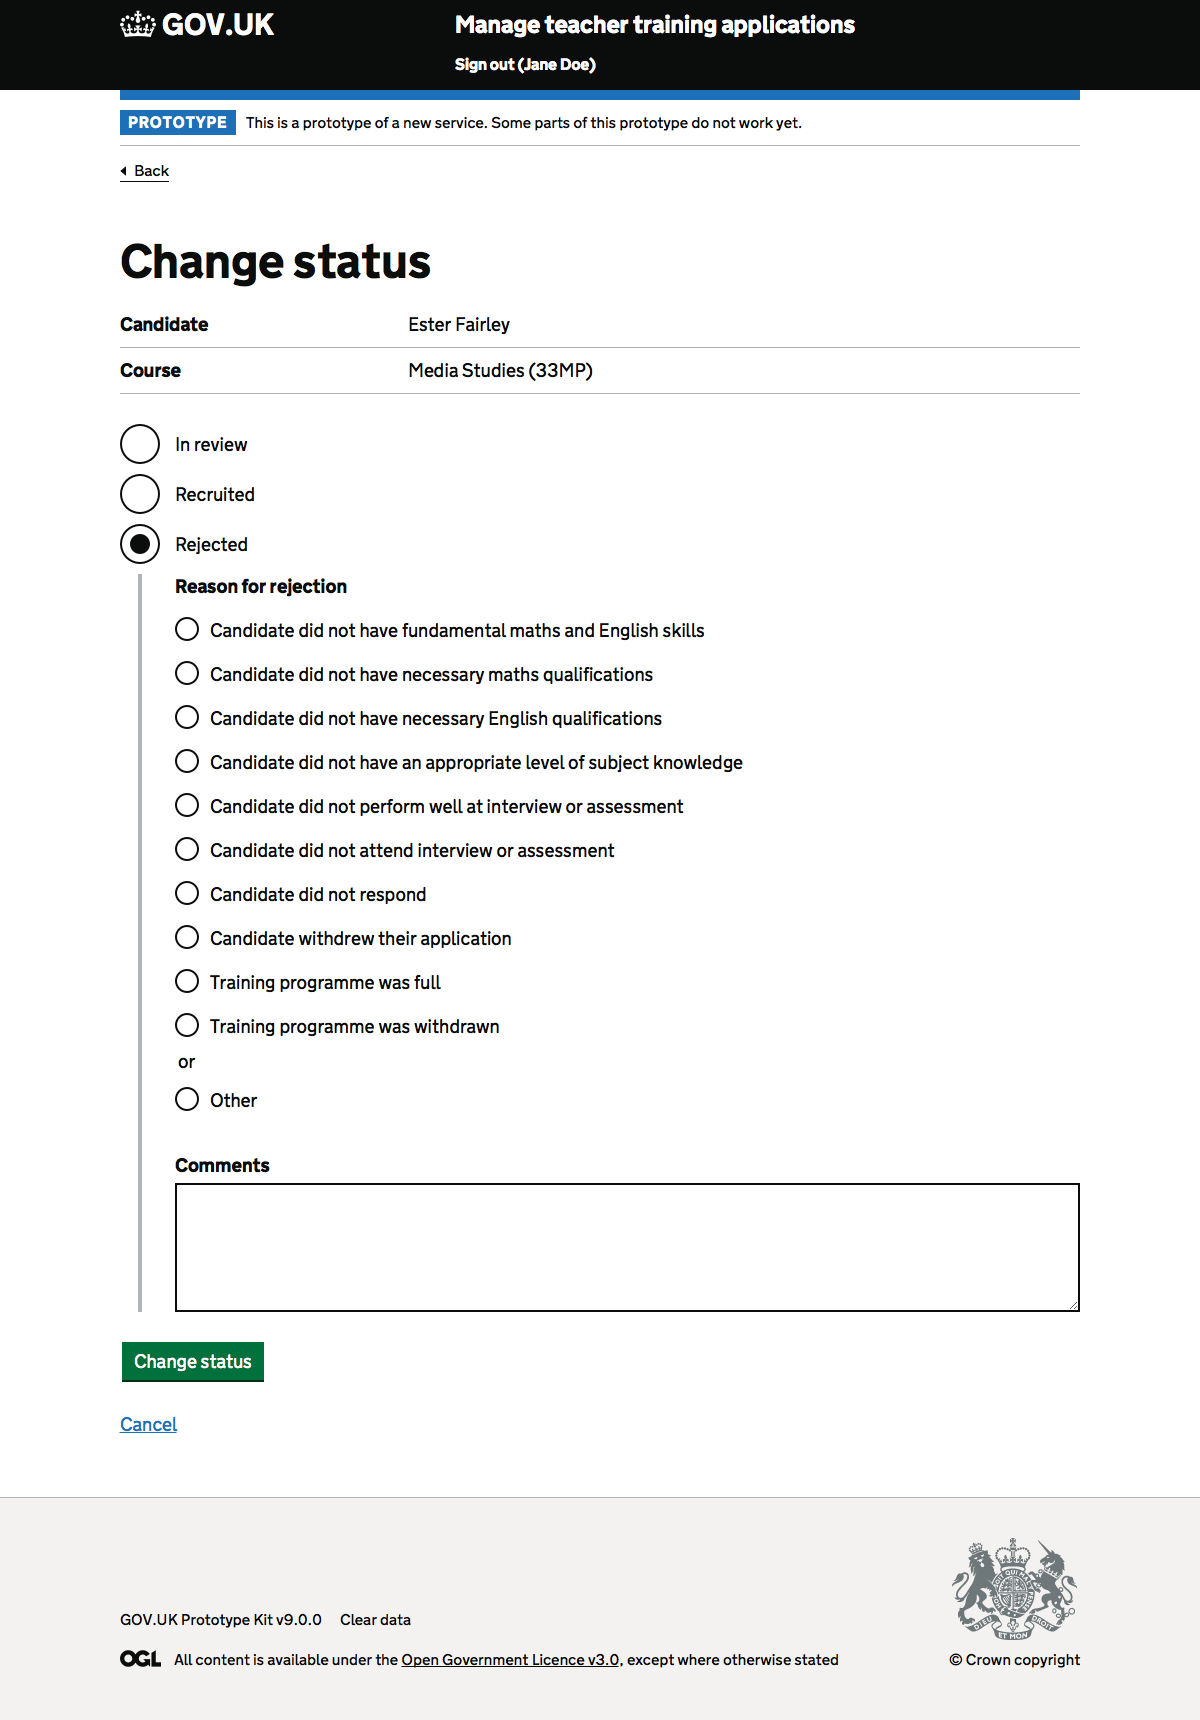 GOV.UK
Manage teacher training applications
Sign out (Jane Doe)
PROTOTYPE This is a prototype of a new service. Some parts of this prototype do not work yet.
Back
Change status
Candidate Ester Fairley
Course Media Studies (33MP)
In review
Recruited
Rejected
Reason for rejection
Candidate did not have fundamental maths and English skills
Candidate did not have necessary maths qualifications
Candidate did not have necessary English qualifications
Candidate did not have an appropriate level of subject knowledge
Candidate did not perform well at interview or assessment
Candidate did not attend interview or assessment
Candidate did not respond
Candidate withdrew their application
Training programme was full
Training programme was withdrawn
or
Other
Comments
Change status
Cancel
GOV.UK Prototype Kit v9.0.0 Clear data
OGL All content is available under the Open Government Licence v3.0, except where otherwise stated
DIEU ET MON DROIT
© Crown copyright